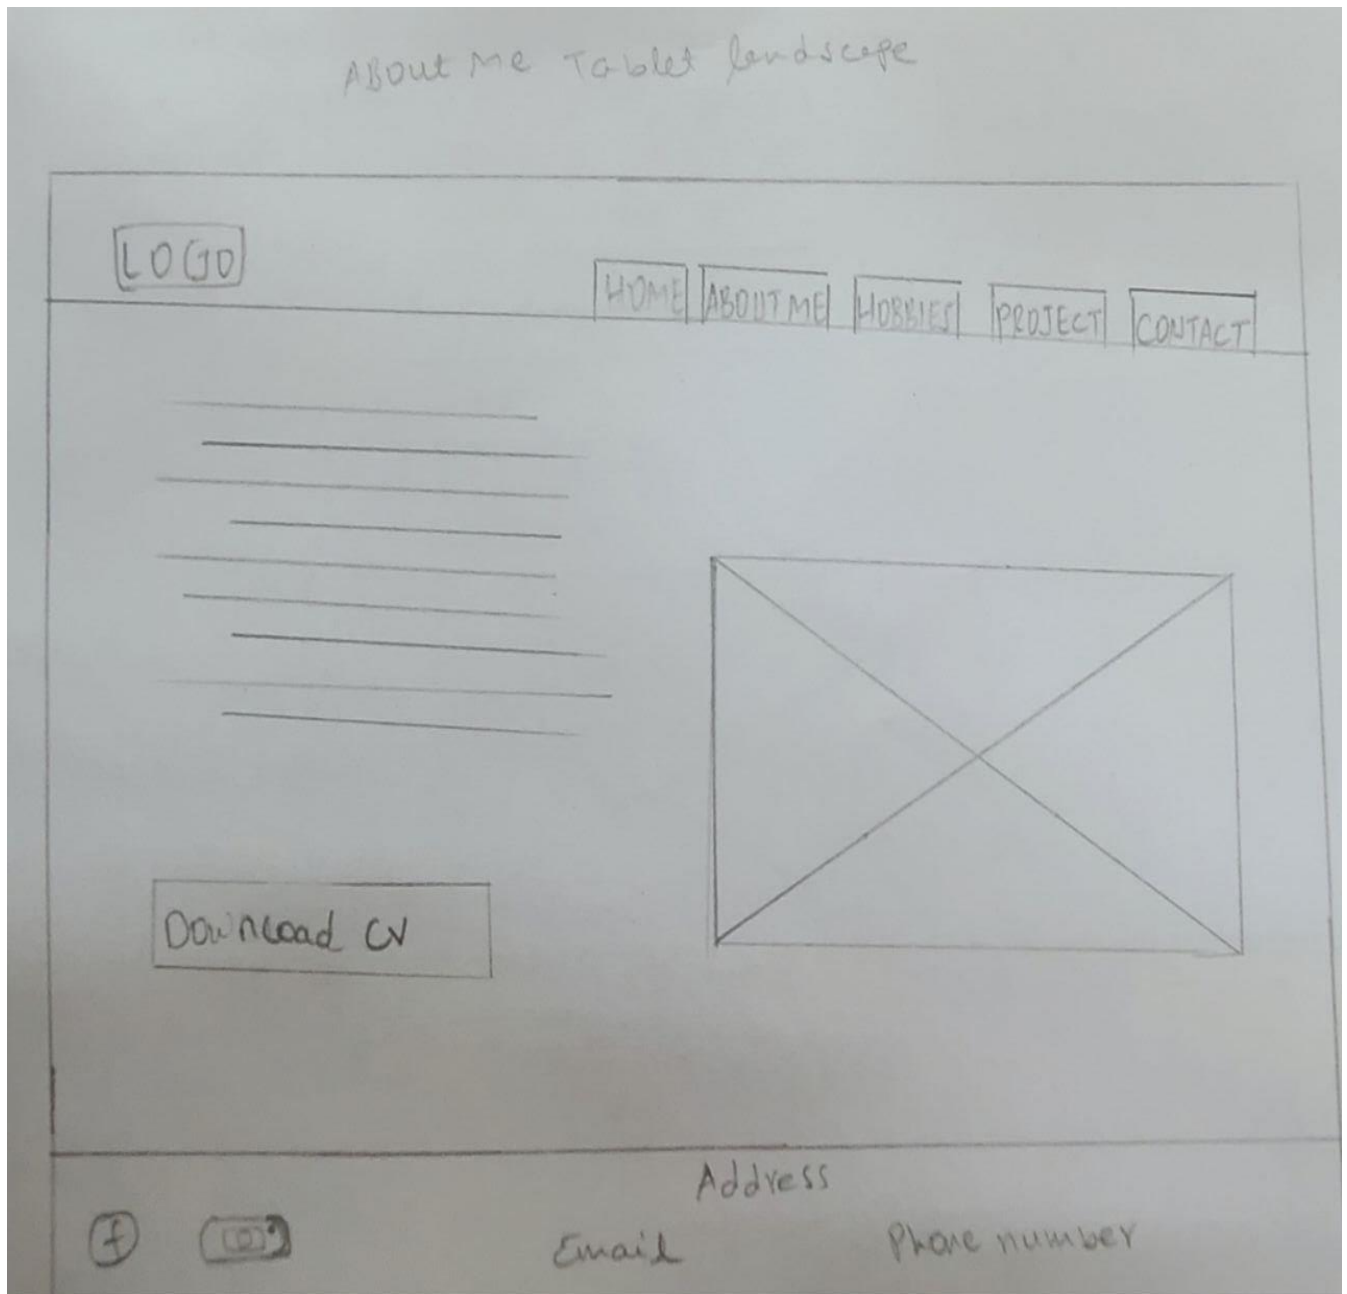 About me Tablet landscape
LOGO
HOME ABOUT ME HOBBIES PROJECT CONTACT
Download CV
Address
f Email Phone number